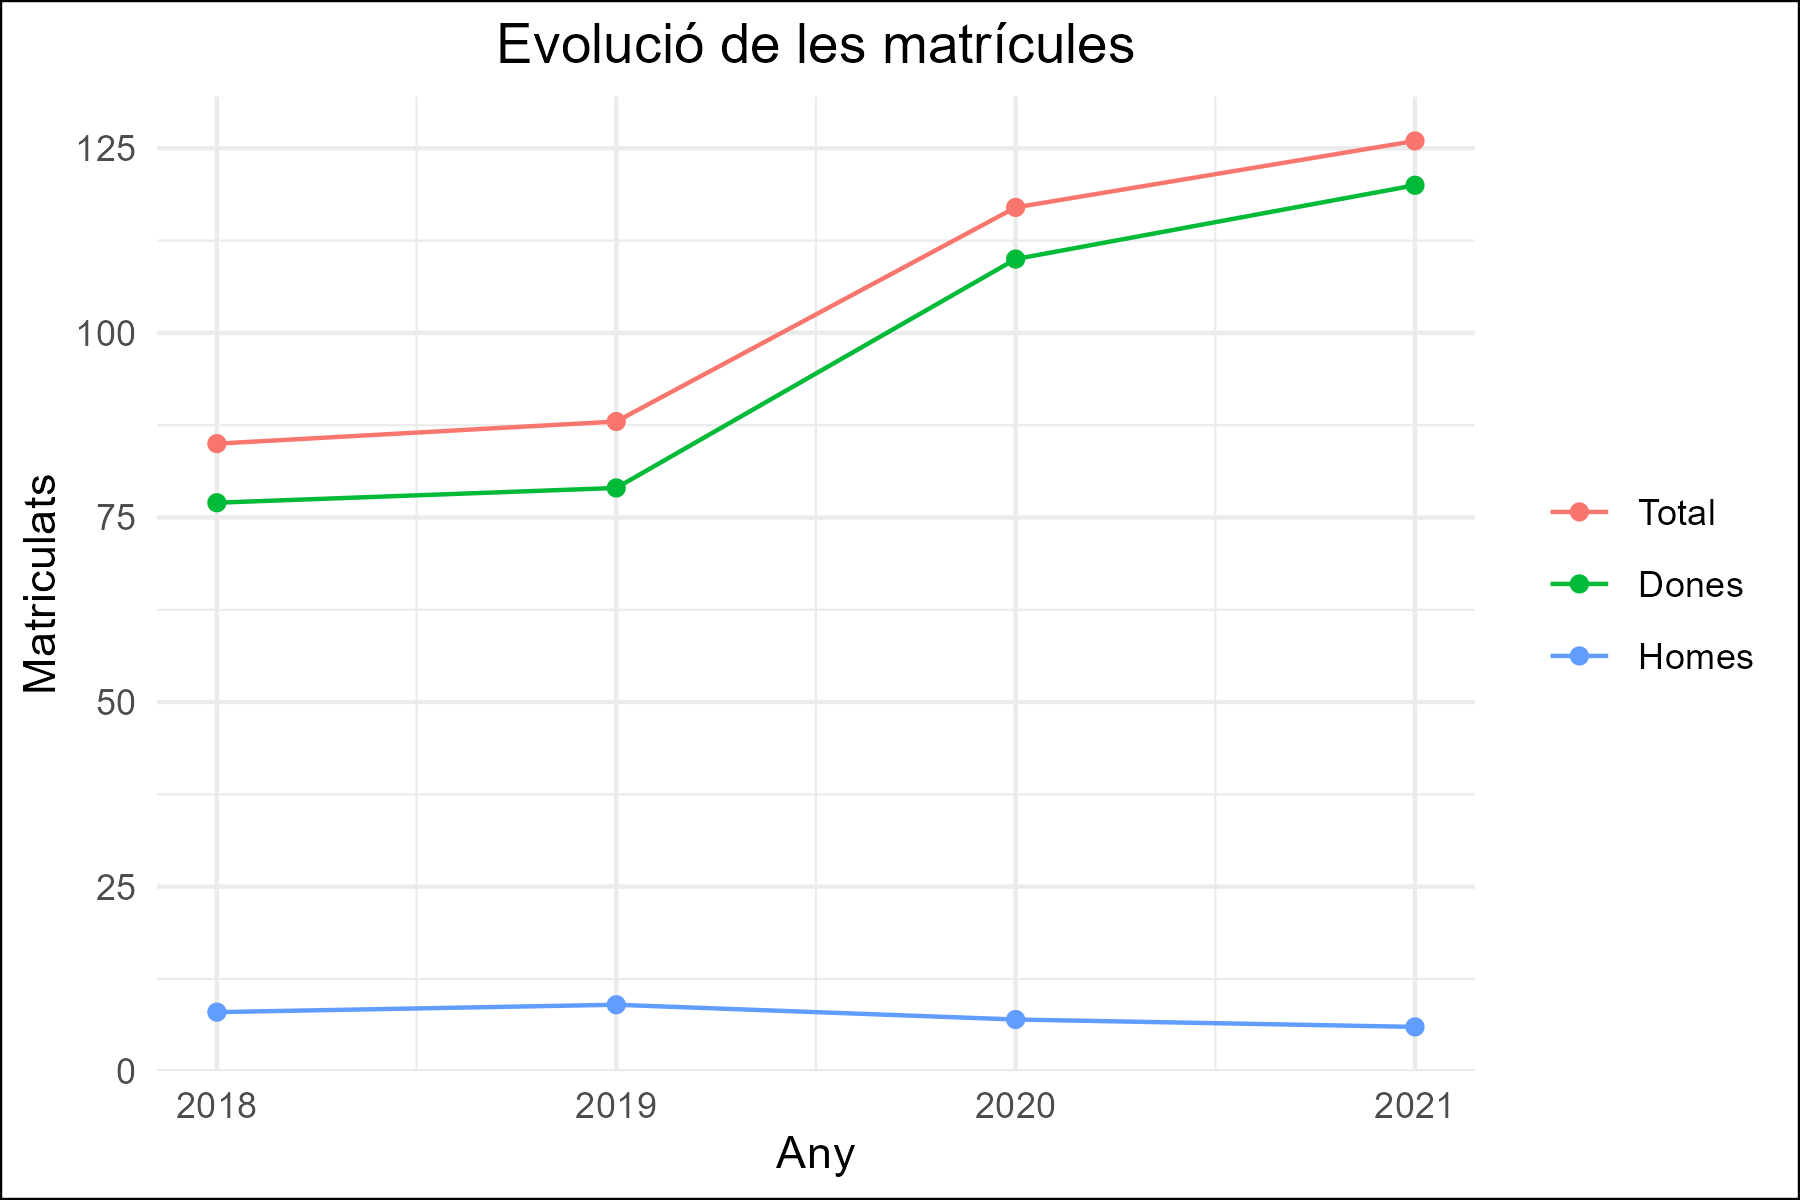 Evolució de les matrícules
125
100
75
50
25
0
Matriculats
2018 2019 2020 2021
Any
Total
Dones
Homes